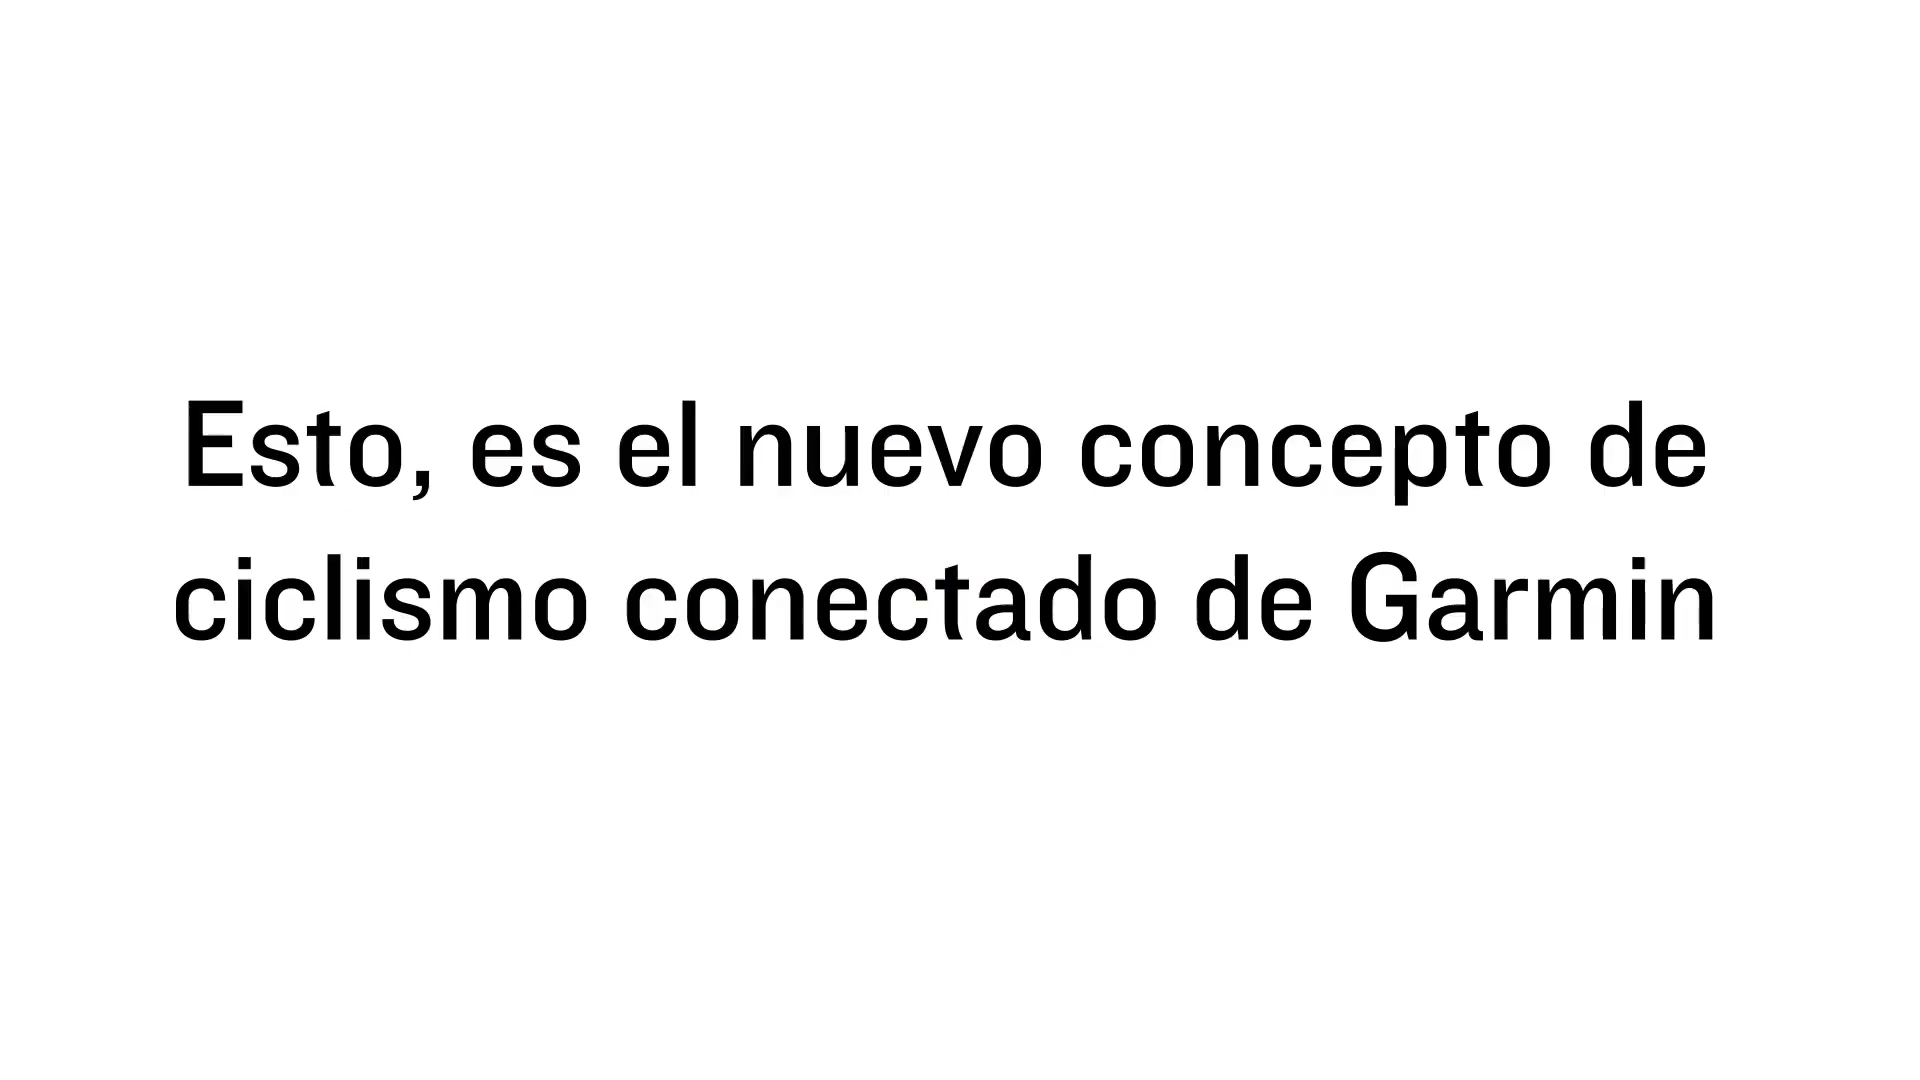 Esto, es el nuevo concepto de
ciclismo conectado de Garmin